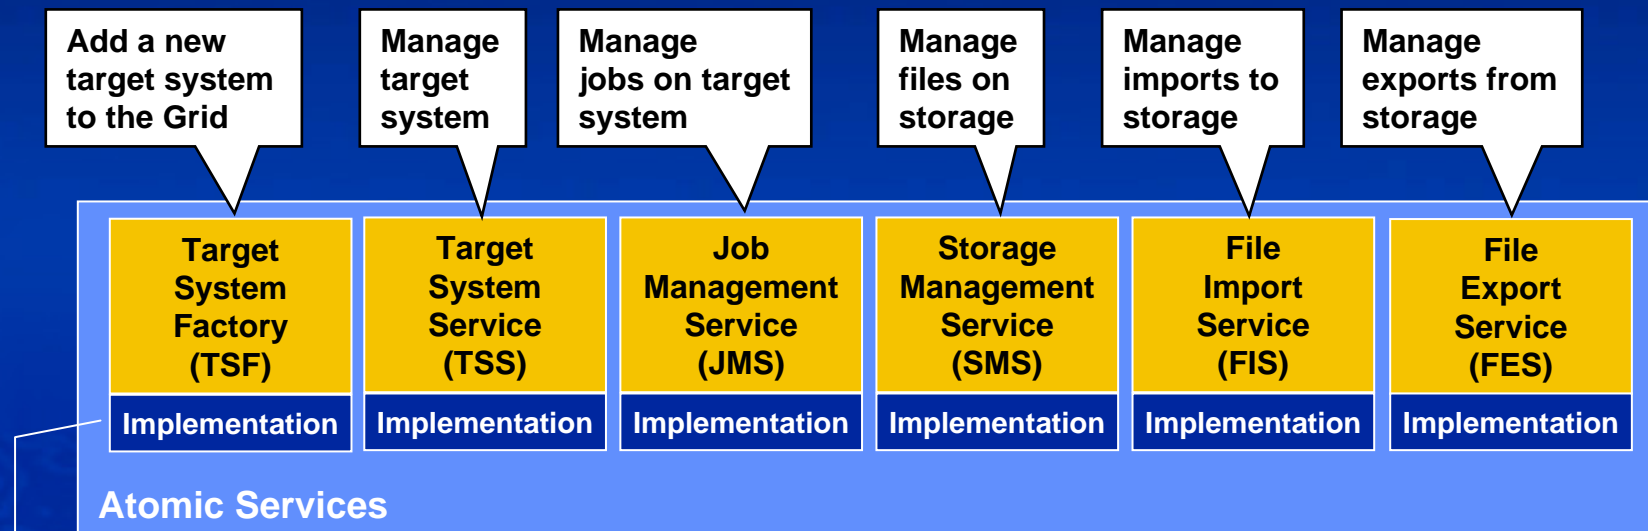 Add a new
target system
to the Grid
Manage
target
system
Manage
jobs on target
system
Manage
files on
storage
Manage
imports to
storage
Manage
exports from
storage
Target
System
Factory
(TSF)
Target
System
Service
(TSS)
Job
Management
Service
(JMS)
Storage
Management
Service
(SMS)
File
Import
Service
(FIS)
File
Export
Service
(FES)
Implementation
Implementation
Implementation
Implementation
Implementation
Implementation
Atomic Services